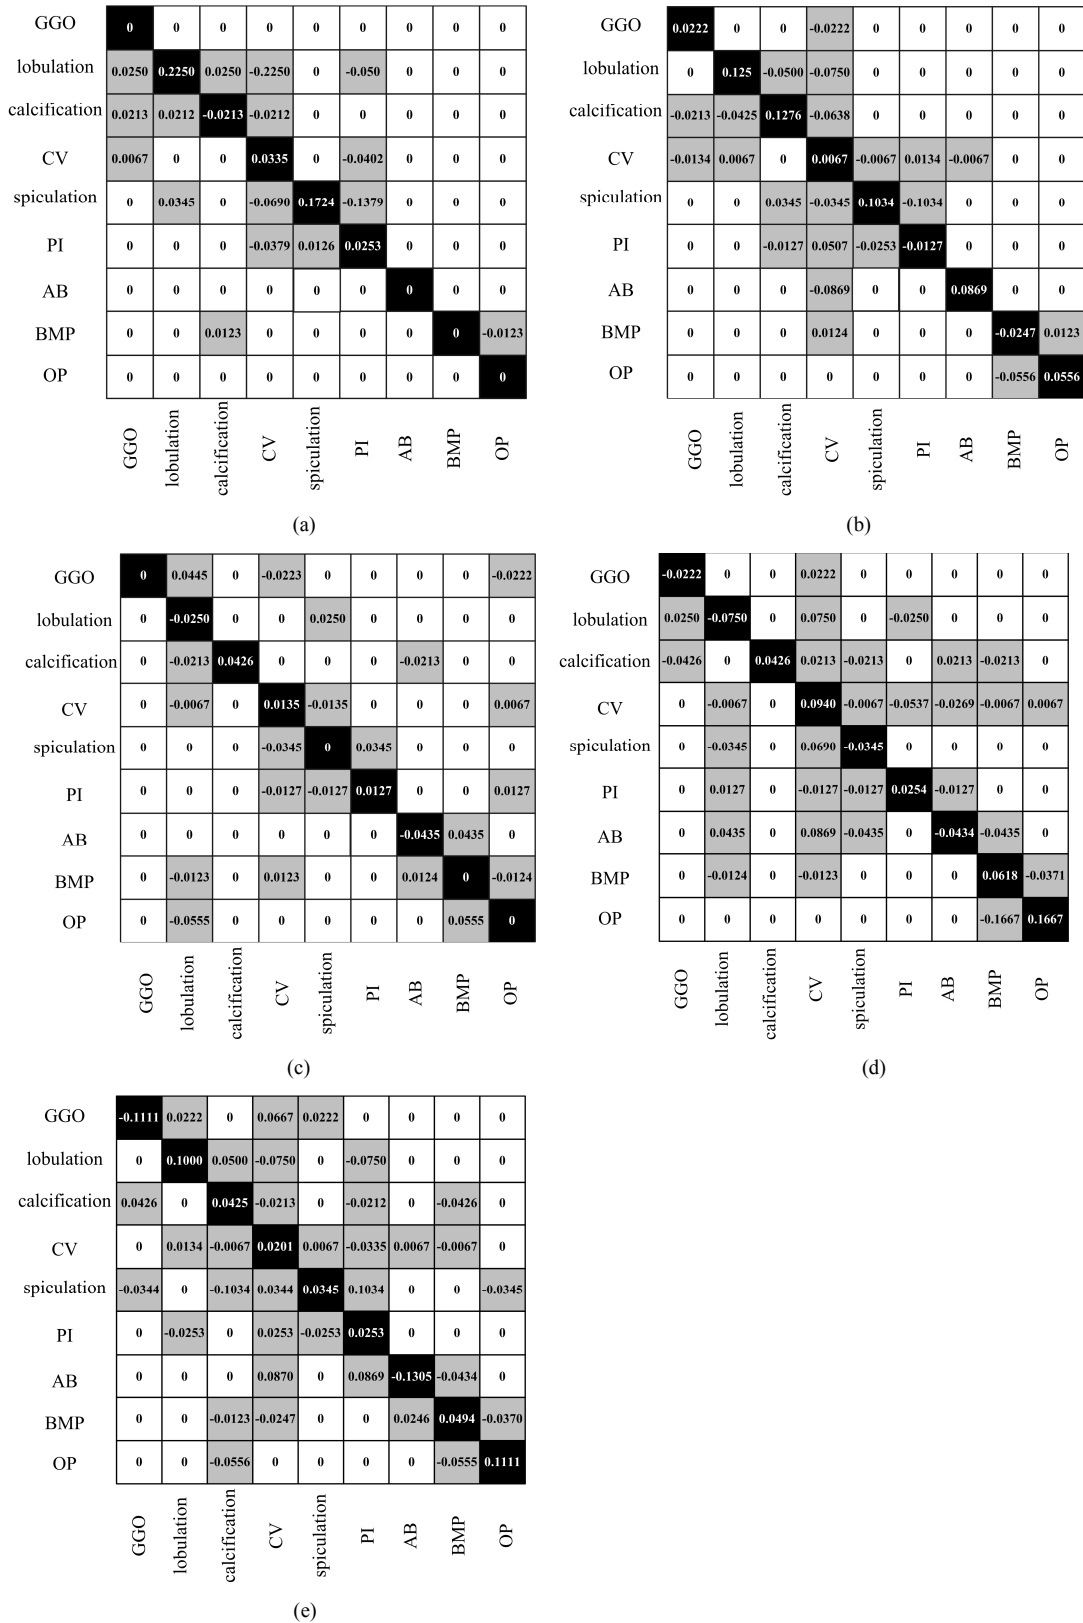 GGO 0 0 0 0 0 0 0 0 0
lobulation 0.0250 0.2250 0.0250 -0.2250 0 -0.050 0 0 0
calcification 0.0213 0.0212 -0.0213 -0.0212 0 0 0 0 0
CV 0.0067 0 0 0.0335 0 -0.0402 0 0 0
spiculation 0 0.0345 0 -0.0690 0.1724 -0.1379 0 0 0
PI 0 0 0 -0.0379 0.0126 0.0253 0 0 0
AB 0 0 0 0 0 0 0 0 0
BMP 0 0 0.0123 0 0 0 0 0 -0.0123
OP 0 0 0 0 0 0 0 0 0
GGO lobulation calcification CV spiculation PI AB BMP OP
(a)
GGO 0.0222 0 0 -0.0222 0 0 0 0 0
lobulation 0 0.125 -0.0500 -0.0750 0 0 0 0 0
calcification -0.0213 -0.0425 0.1276 -0.0638 0 0 0 0 0
CV -0.0134 0.0067 0 0.0067 -0.0067 0.0134 -0.0067 0 0
spiculation 0 0 0.0345 -0.0345 0.1034 -0.1034 0 0 0
PI 0 0 -0.0127 0.0507 -0.0253 -0.0127 0 0 0
AB 0 0 0 -0.0869 0 0 0.0869 0 0
BMP 0 0 0 0.0124 0 0 0 -0.0247 0.0123
OP 0 0 0 0 0 0 0 -0.0556 0.0556
GGO lobulation calcification CV spiculation PI AB BMP OP
(b)
GGO 0 0.0445 0 -0.0223 0 0 0 0 -0.0222
lobulation 0 -0.0250 0 0 0.0250 0 0 0 0
calcification 0 -0.0213 0.0426 0 0 0 -0.0213 0 0
CV 0 -0.0067 0 0.0135 -0.0135 0 0 0 0.0067
spiculation 0 0 0 -0.0345 0 0.0345 0 0 0
PI 0 0 0 -0.0127 -0.0127 0.0127 0 0 0.0127
AB 0 0 0 0 0 0 -0.0435 0.0435 0
BMP 0 -0.0123 0 0.0123 0 0 0.0124 0 -0.0124
OP 0 -0.0555 0 0 0 0 0 0.0555 0
GGO lobulation calcification CV spiculation PI AB BMP OP
(c)
GGO -0.0222 0 0 0.0222 0 0 0 0 0
lobulation 0.0250 -0.0750 0 0.0750 0 -0.0250 0 0 0
calcification -0.0426 0 0.0426 0.0213 -0.0213 0 0.0213 -0.0213 0
CV 0 -0.0067 0 0.0940 -0.0067 -0.0537 -0.0269 -0.0067 0.0067
spiculation 0 -0.0345 0 0.0690 -0.0345 0 0 0 0
PI 0 0.0127 0 -0.0127 -0.0127 0.0254 -0.0127 0 0
AB 0 0.0435 0 0.0869 -0.0435 0 -0.0434 -0.0435 0
BMP 0 -0.0124 0 -0.0123 0 0 0 0.0618 -0.0371
OP 0 0 0 0 0 0 0 -0.1667 0.1667
GGO lobulation calcification CV spiculation PI AB BMP OP
(d)
GGO -0.1111 0.0222 0 0.0667 0.0222 0 0 0 0
lobulation 0 0.1000 0.0500 -0.0750 0 -0.0750 0 0 0
calcification 0.0426 0 0.0425 -0.0213 0 -0.0212 0 -0.0426 0
CV 0 0.0134 -0.0067 0.0201 0.0067 -0.0335 0.0067 -0.0067 0
spiculation -0.0344 0 -0.1034 0.0344 0.0345 0.1034 0 0 -0.0345
PI 0 -0.0253 0 0.0253 -0.0253 0.0253 0 0 0
AB 0 0 0 0.0870 0 0.0869 -0.1305 -0.0434 0
BMP 0 0 -0.0123 -0.0247 0 0 0.0246 0.0494 -0.0370
OP 0 0 -0.0556 0 0 0 0 -0.0555 0.1111
GGO lobulation calcification CV spiculation PI AB BMP OP
(e)